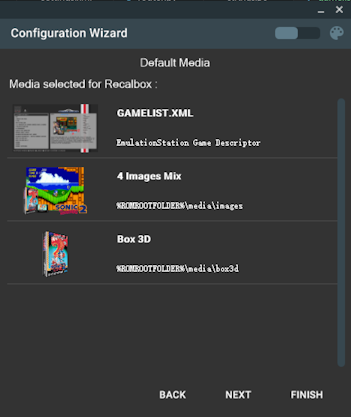 Configuration Wizard
Default Media
Media selected for Recalbox :
GAMELIST.XML
EmulationStation Game Descriptor
4 Images Mix
%ROMROOTFOLDER%\media\images
Box 3D
%ROMROOTFOLDER%\media\box3d
BACK NEXT FINISH